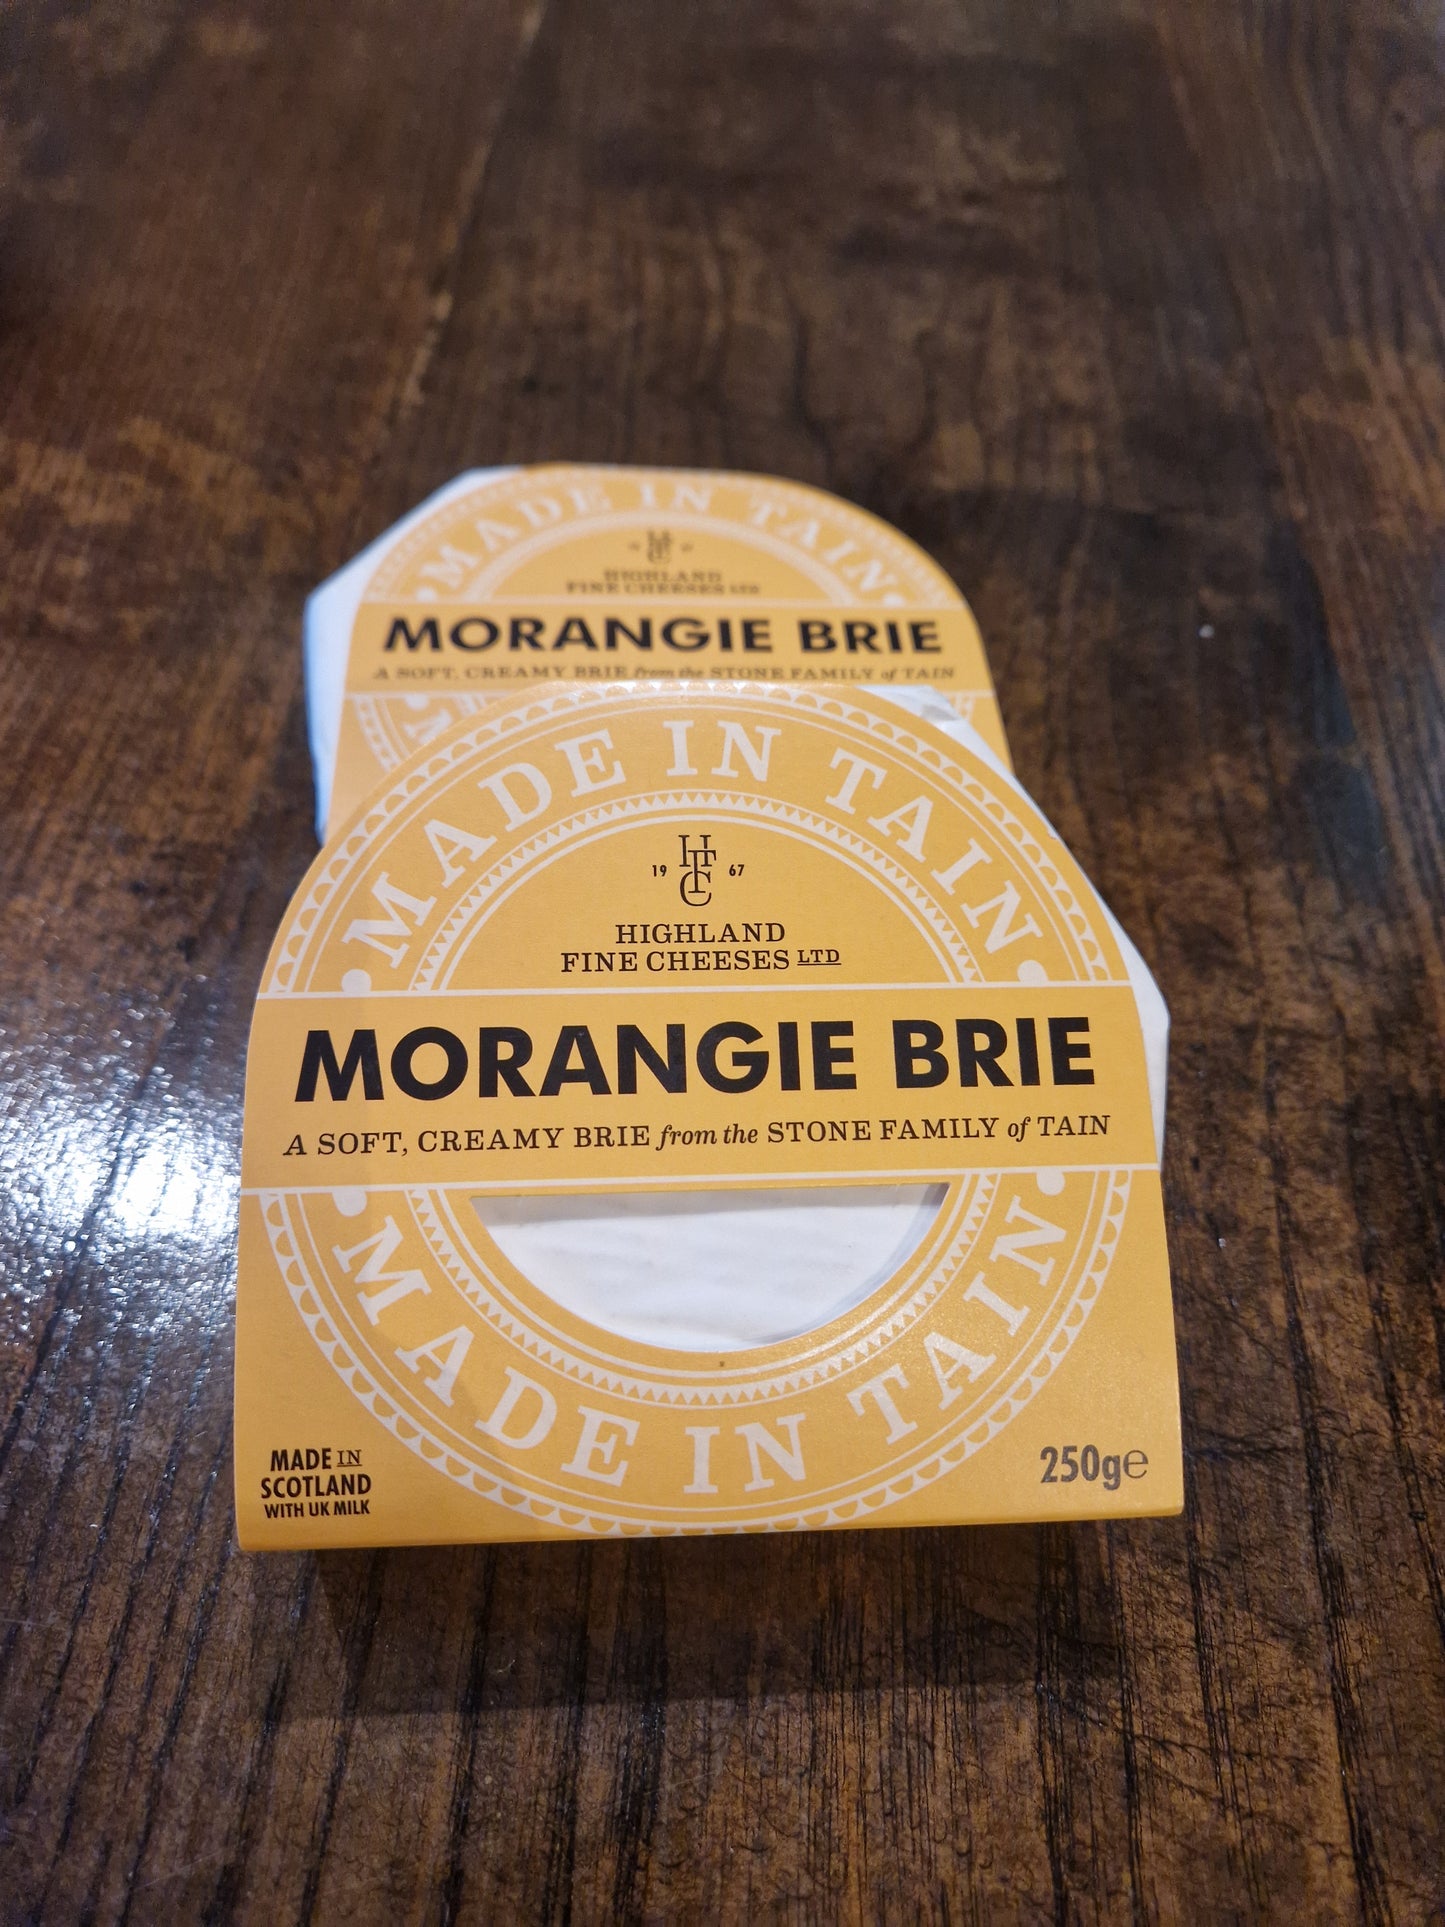 MADE IN TAIN
HIGHLAND
FINE CHEESES LTD
MORANGIE BRIE
A SOFT, CREAMY BRIE from the STONE FAMILY of TAIN
MADE IN TAIN
19 HFC 67
HIGHLAND
FINE CHEESES LTD
MORANGIE BRIE
A SOFT, CREAMY BRIE from the STONE FAMILY of TAIN
MADE IN TAIN
MADE IN
SCOTLAND
WITH UK MILK
250g℮